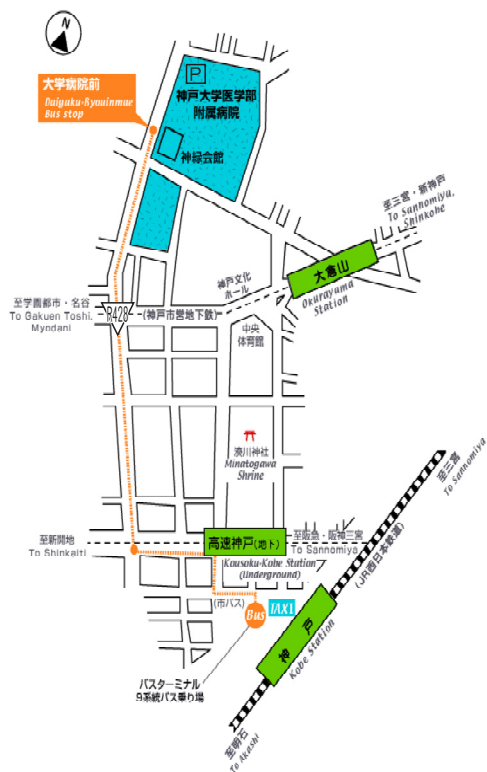 N
大学病院前
Daigaku-Byouinmae
Bus stop
P
神戸大学医学部
附属病院
神緑会館
至三宮・新神戸
To Sannomiya,
Shinkobe
大倉山
Okurayama
Station
神戸文化
ホール
至学園都市・名谷
To Gakuen Toshi,
Myndani
R428
(神戸市営地下鉄)
中央
体育館
湊川神社
Minatogawa
Shrine
至三宮
To Sannomiya
至新開地
To Shinkaiti
高速神戸(地下)
至阪急・阪神三宮
To Sannomiya
Kousoku-Kobe Station
(Underground)
(JR西日本鉄道)
(市バス)
Bus
TAXI
神戸
Kobe Station
バスターミナル
9系統バス乗り場
至明石
To Akashi